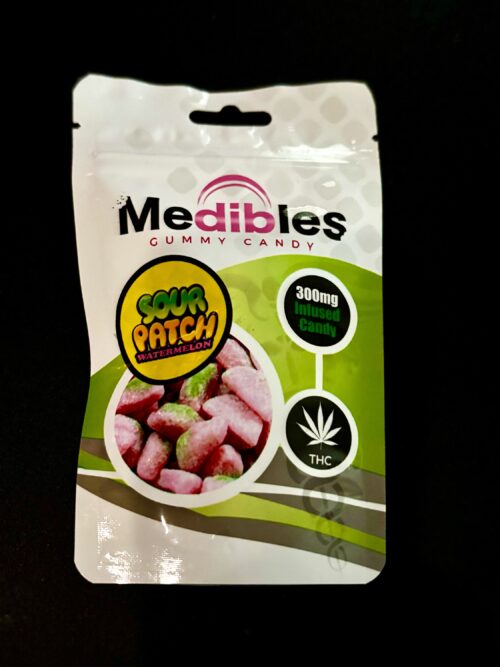 Medibles
GUMMY CANDY
SOUR
PATCH
WATERMELON
300mg
Infused
Candy
THC